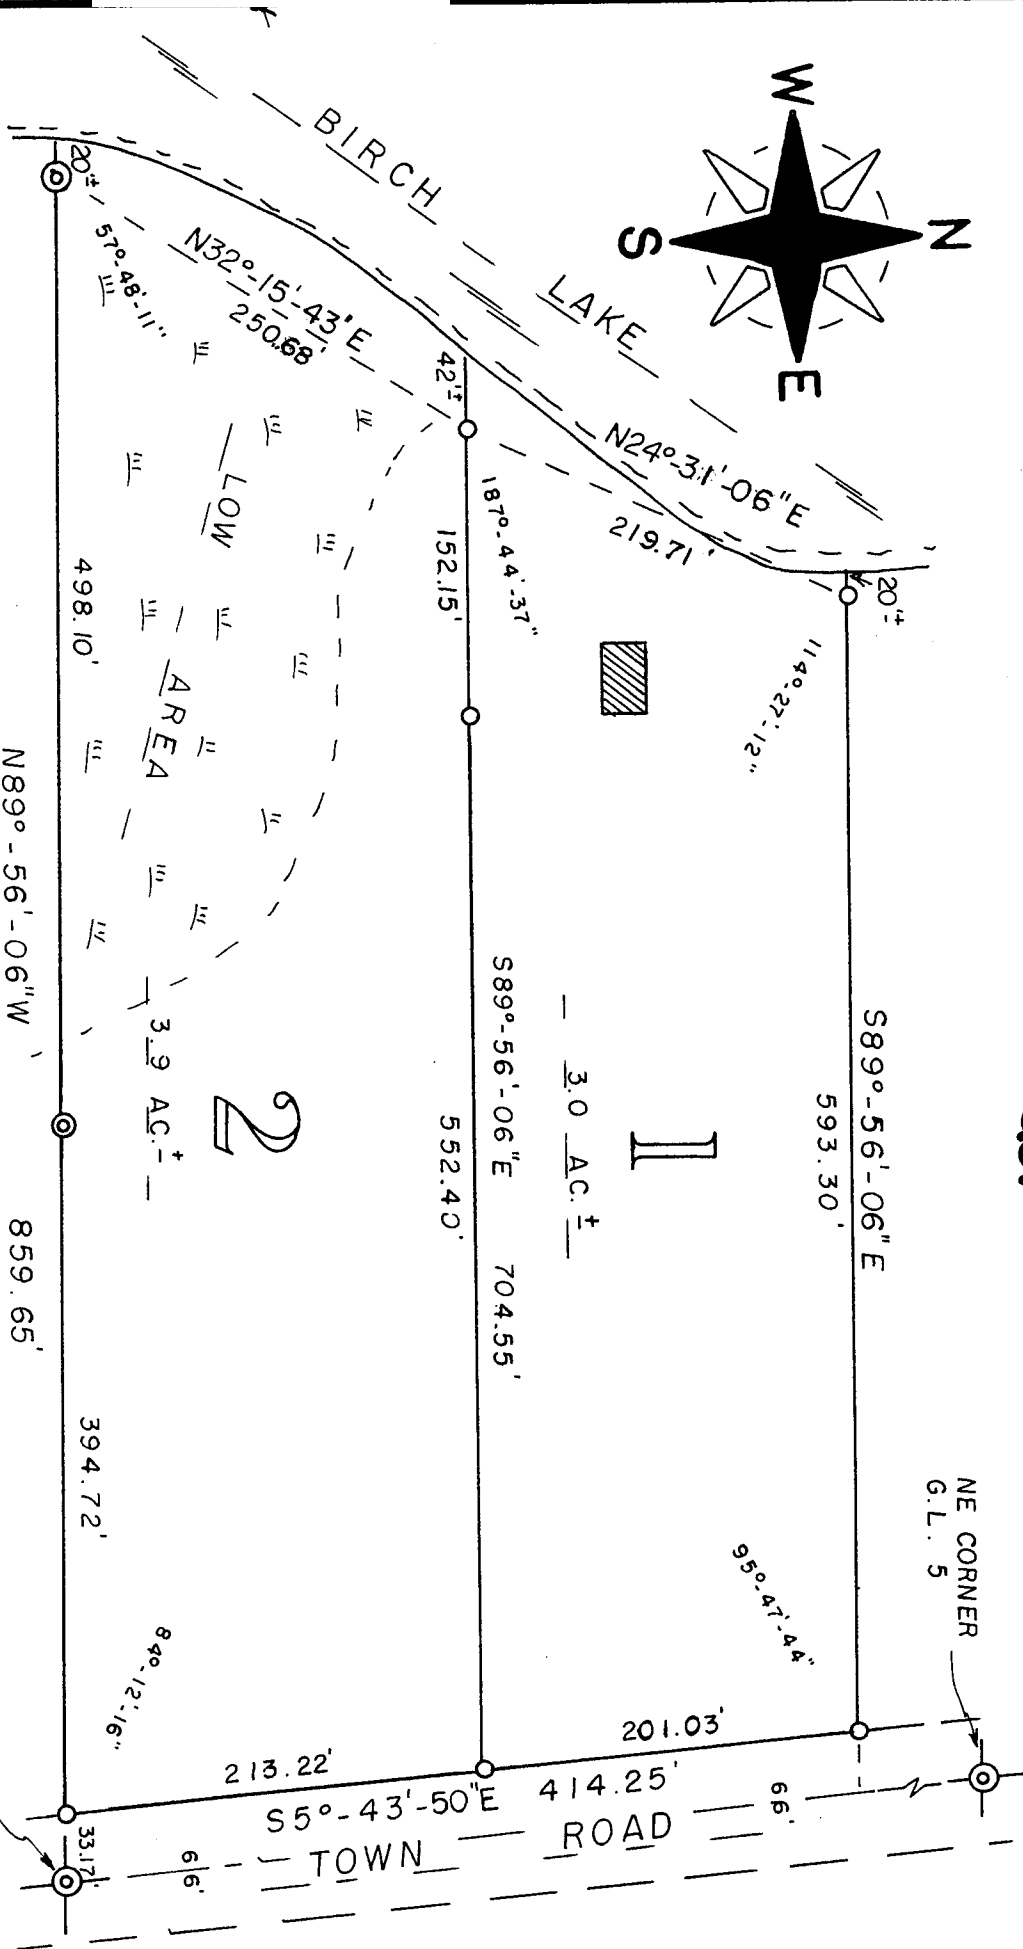 W
N
S
E
BIRCH
LAKE
20'±
57°-48'-11"
N32°-15'-43"E
250.68'
42'±
187°-44'-37"
152.15'
N24°-31'-06"E
219.71'
20'±
114°-27'-12"
LOW
AREA
498.10'
N89°-56'-06"W
859.65'
394.72'
3.9 AC.±
2
S89°-56'-06"E
704.55'
552.40'
3.0 AC.±
1
S89°-56'-06"E
593.30'
NE CORNER
G.L. 5
95°-47'-44"
84°-12'-16"
201.03'
213.22'
S5°-43'-50"E
414.25'
TOWN ROAD
66'
66'
33.17'